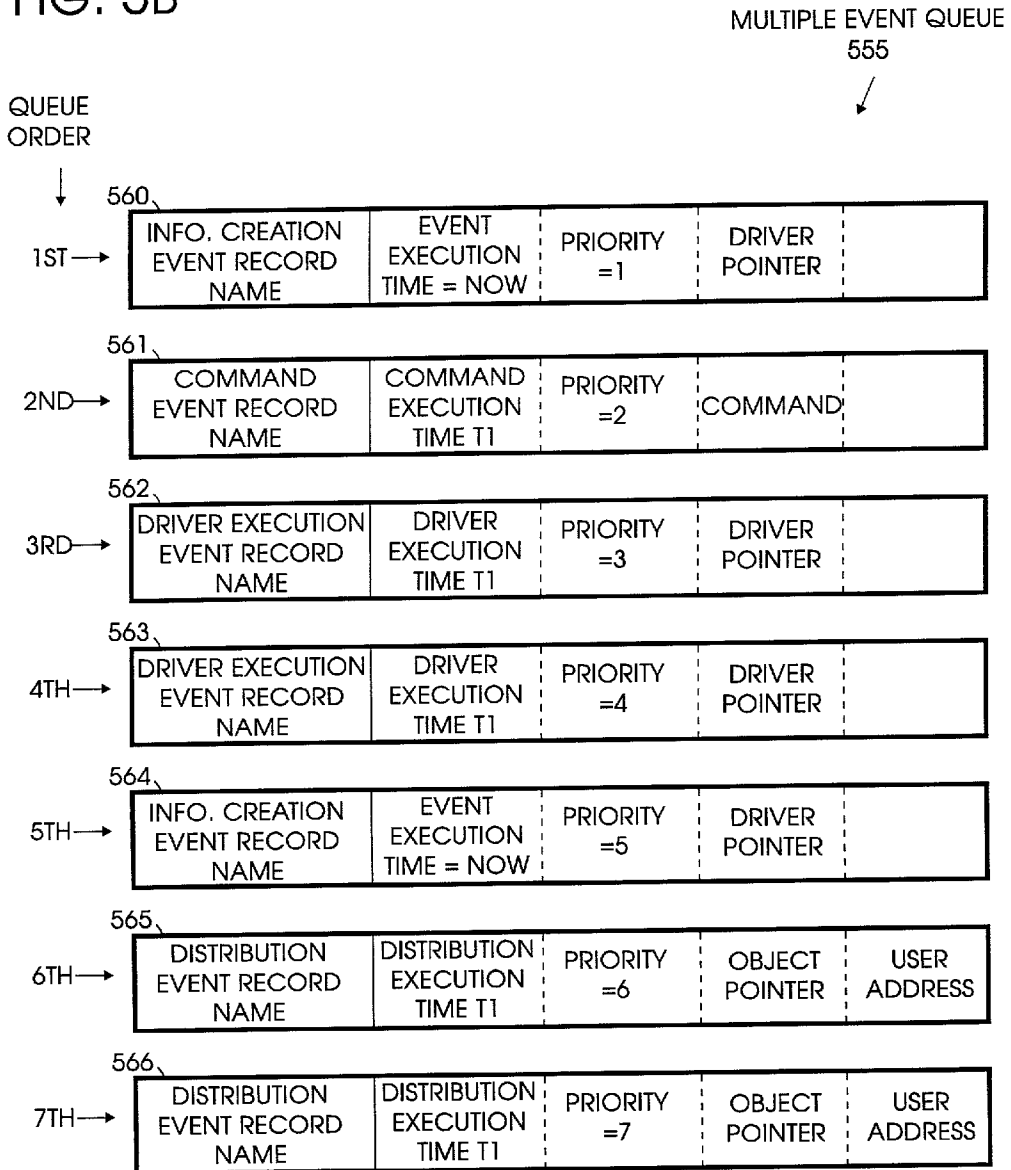 FIG. 5B
MULTIPLE EVENT QUEUE
555
QUEUE
ORDER
560
1ST
INFO. CREATION
EVENT RECORD
NAME
EVENT
EXECUTION
TIME = NOW
PRIORITY
=1
DRIVER
POINTER
561
2ND
COMMAND
EVENT RECORD
NAME
COMMAND
EXECUTION
TIME T1
PRIORITY
=2
COMMAND
562
3RD
DRIVER EXECUTION
EVENT RECORD
NAME
DRIVER
EXECUTION
TIME T1
PRIORITY
=3
DRIVER
POINTER
563
4TH
DRIVER EXECUTION
EVENT RECORD
NAME
DRIVER
EXECUTION
TIME T1
PRIORITY
=4
DRIVER
POINTER
564
5TH
INFO. CREATION
EVENT RECORD
NAME
EVENT
EXECUTION
TIME = NOW
PRIORITY
=5
DRIVER
POINTER
565
6TH
DISTRIBUTION
EVENT RECORD
NAME
DISTRIBUTION
EXECUTION
TIME T1
PRIORITY
=6
OBJECT
POINTER
USER
ADDRESS
566
7TH
DISTRIBUTION
EVENT RECORD
NAME
DISTRIBUTION
EXECUTION
TIME T1
PRIORITY
=7
OBJECT
POINTER
USER
ADDRESS